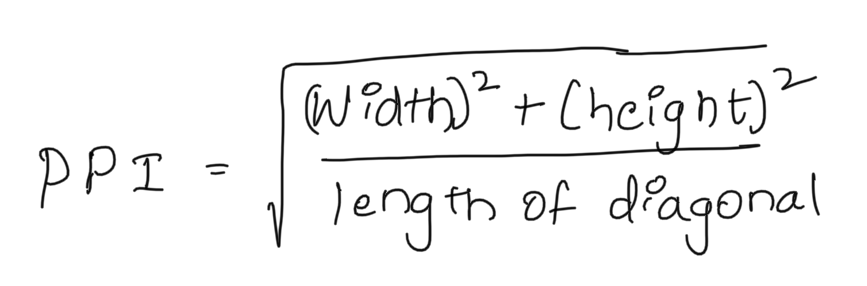 PPI = √((Width)² + (height)² / length of diagonal)